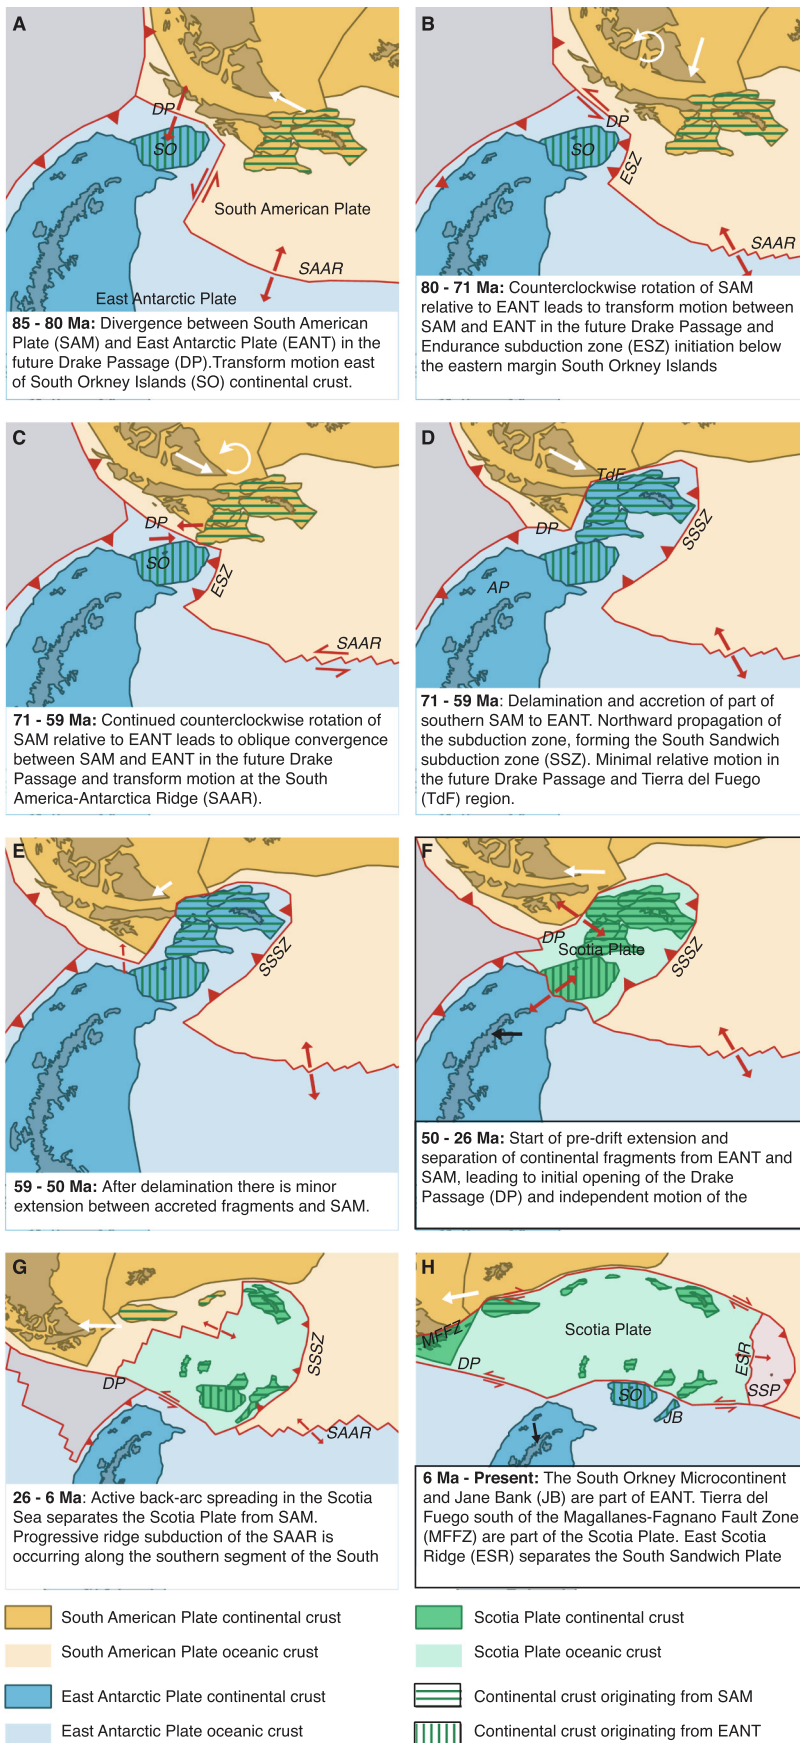 A
DP
SO
South American Plate
SAAR
East Antarctic Plate
85 - 80 Ma: Divergence between South American
Plate (SAM) and East Antarctic Plate (EANT) in the
future Drake Passage (DP).Transform motion east
of South Orkney Islands (SO) continental crust.
B
DP
SO
ESZ
SAAR
80 - 71 Ma: Counterclockwise rotation of SAM
relative to EANT leads to transform motion between
SAM and EANT in the future Drake Passage and
Endurance subduction zone (ESZ) initiation below
the eastern margin South Orkney Islands
C
DP
SO
ESZ
SAAR
71 - 59 Ma: Continued counterclockwise rotation of
SAM relative to EANT leads to oblique convergence
between SAM and EANT in the future Drake
Passage and transform motion at the South
America-Antarctica Ridge (SAAR).
D
TdF
DP
SSSZ
AP
71 - 59 Ma: Delamination and accretion of part of
southern SAM to EANT. Northward propagation of
the subduction zone, forming the South Sandwich
subduction zone (SSZ). Minimal relative motion in
the future Drake Passage and Tierra del Fuego
(TdF) region.
E
SSSZ
59 - 50 Ma: After delamination there is minor
extension between accreted fragments and SAM.
F
DP
Scotia Plate
SSSZ
50 - 26 Ma: Start of pre-drift extension and
separation of continental fragments from EANT and
SAM, leading to initial opening of the Drake
Passage (DP) and independent motion of the
G
SSSZ
DP
SAAR
26 - 6 Ma: Active back-arc spreading in the Scotia
Sea separates the Scotia Plate from SAM.
Progressive ridge subduction of the SAAR is
occurring along the southern segment of the South
H
MFFZ
Scotia Plate
DP
ESR
SSP
SO
JB
6 Ma - Present: The South Orkney Microcontinent
and Jane Bank (JB) are part of EANT. Tierra del
Fuego south of the Magallanes-Fagnano Fault Zone
(MFFZ) are part of the Scotia Plate. East Scotia
Ridge (ESR) separates the South Sandwich Plate
South American Plate continental crust
South American Plate oceanic crust
East Antarctic Plate continental crust
East Antarctic Plate oceanic crust
Scotia Plate continental crust
Scotia Plate oceanic crust
Continental crust originating from SAM
Continental crust originating from EANT